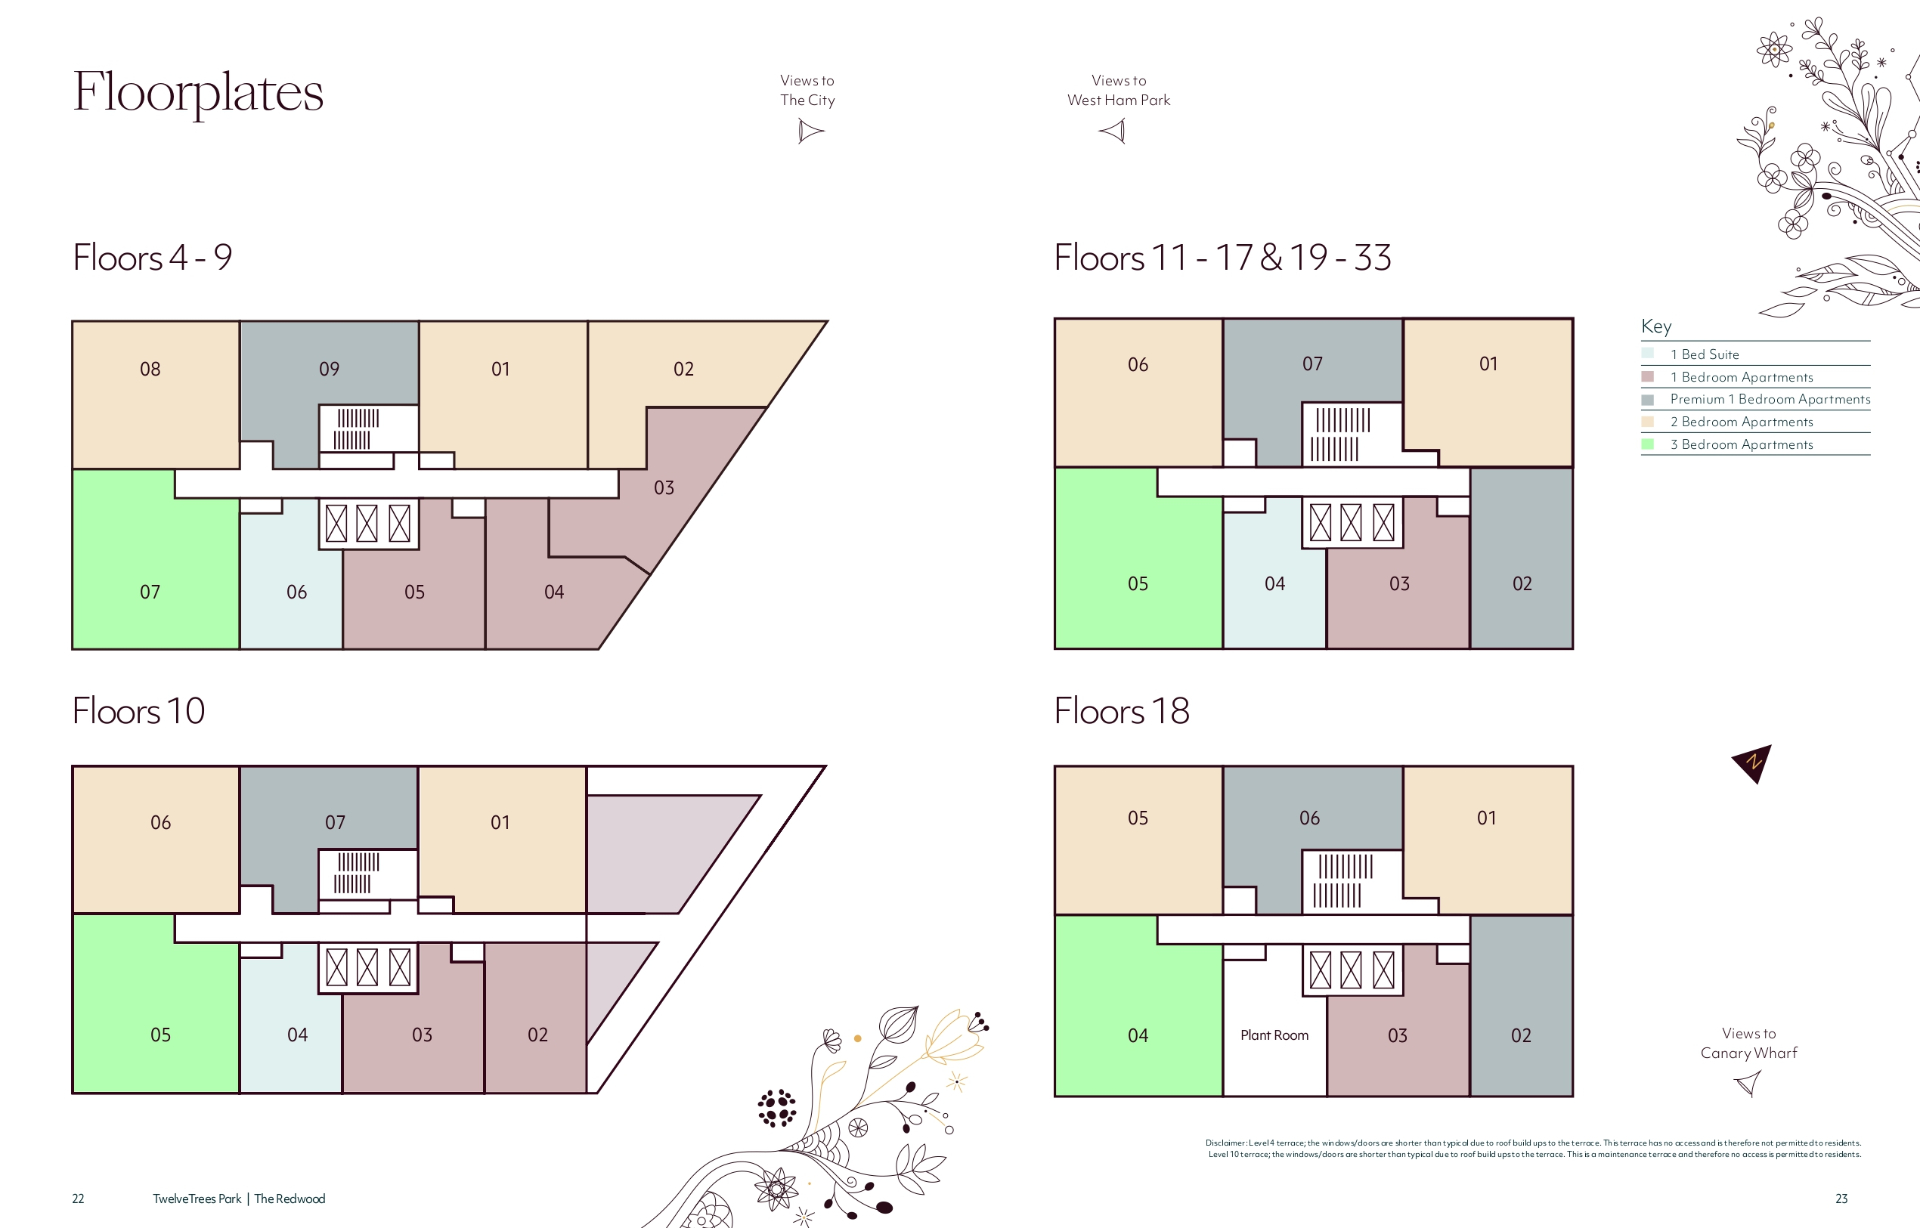 Floorplates
Views to
The City
Views to
West Ham Park
Floors 4 - 9
08
09
01
02
03
07
06
05
04
Floors 11 - 17 & 19 - 33
06
07
01
05
04
03
02
Key
1 Bed Suite
1 Bedroom Apartments
Premium 1 Bedroom Apartments
2 Bedroom Apartments
3 Bedroom Apartments
Floors 10
06
07
01
05
04
03
02
Floors 18
05
06
01
04
Plant Room
03
02
N
Views to
Canary Wharf
Disclaimer: Level 4 terrace; the windows/doors are shorter than typical due to roof build ups to the terrace. This terrace has no access and is therefore not permitted to residents.
Level 10 terrace; the windows/doors are shorter than typical due to roof build ups to the terrace. This is a maintenance terrace and therefore no access is permitted to residents.
22
TwelveTrees Park | The Redwood
23